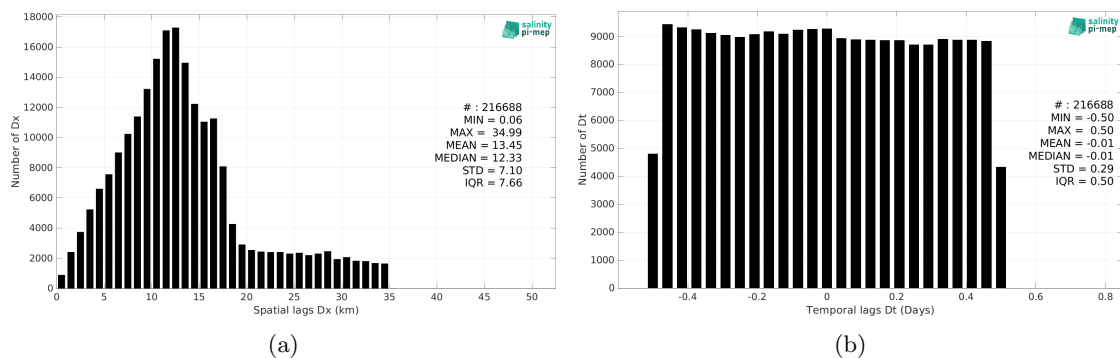 18000
16000
14000
12000
10000
8000
6000
4000
2000
0
Number of Dx
salinity
pi-mep
# : 216688
MIN = 0.06
MAX = 34.99
MEAN = 13.45
MEDIAN = 12.33
STD = 7.10
IQR = 7.66
0 5 10 15 20 25 30 35 40 45 50
Spatial lags Dx (km)
(a)
9000
8000
7000
6000
5000
4000
3000
2000
1000
0
Number of Dt
salinity
pi-mep
# : 216688
MIN = -0.50
MAX = 0.50
MEAN = -0.01
MEDIAN = -0.01
STD = 0.29
IQR = 0.50
-0.4 -0.2 0 0.2 0.4 0.6 0.8
Temporal lags Dt (Days)
(b)